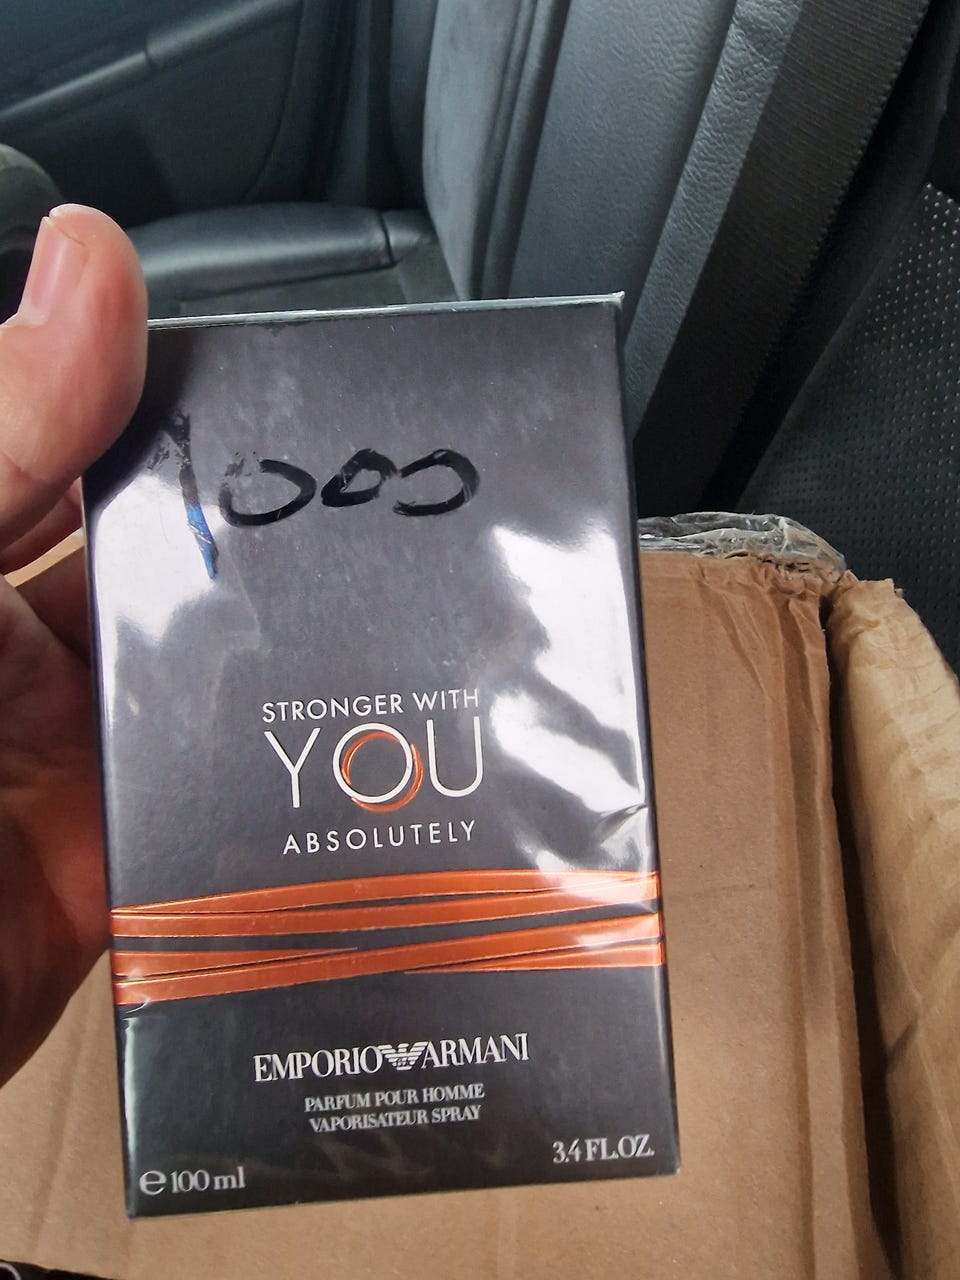 1000
STRONGER WITH
YOU
ABSOLUTELY
EMPORIO ARMANI
PARFUM POUR HOMME
VAPORISATEUR SPRAY
3.4 FL.OZ.
℮ 100 ml